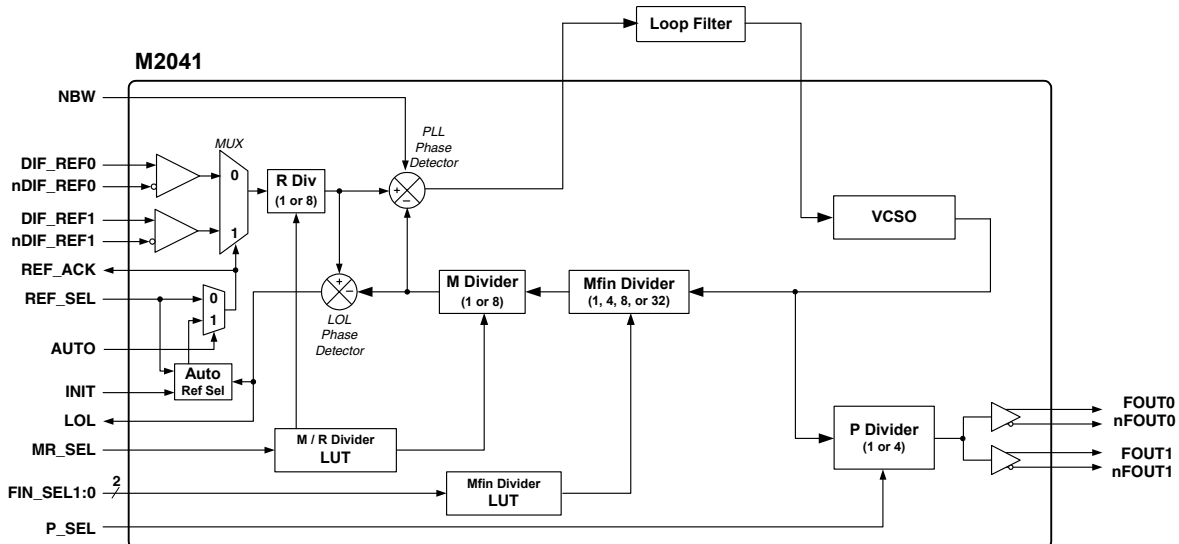 Loop Filter
M2041
NBW
PLL
Phase
Detector
MUX
DIF_REF0
nDIF_REF0
0
R Div
(1 or 8)
+
–
DIF_REF1
nDIF_REF1
1
VCSO
REF_ACK
REF_SEL
0
1
+
–
LOL
Phase
Detector
M Divider
(1 or 8)
Mfin Divider
(1, 4, 8, or 32)
AUTO
Auto
Ref Sel
INIT
LOL
FOUT0
nFOUT0
P Divider
(1 or 4)
FOUT1
nFOUT1
MR_SEL
M / R Divider
LUT
FIN_SEL1:0
2
Mfin Divider
LUT
P_SEL